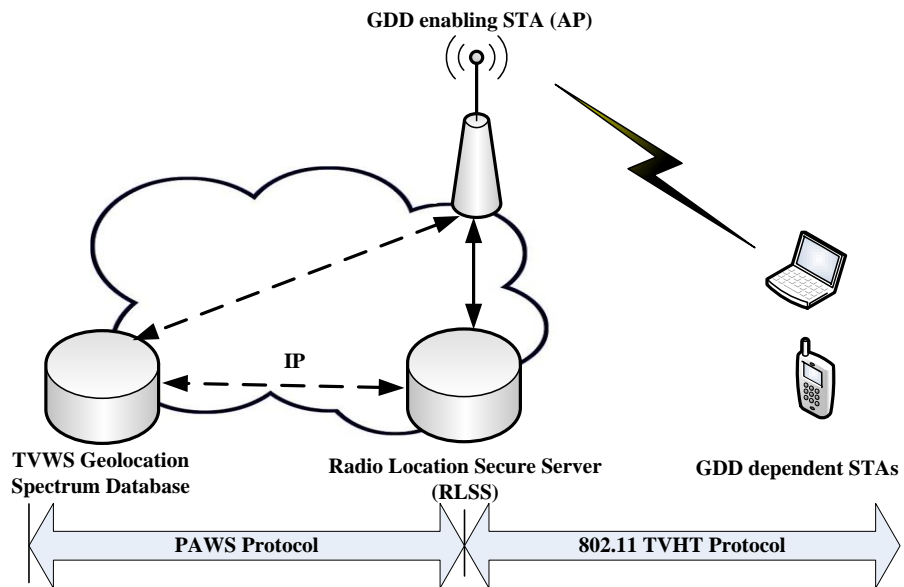 GDD enabling STA (AP)
IP
TVWS Geolocation
Spectrum Database
Radio Location Secure Server
(RLSS)
GDD dependent STAs
PAWS Protocol
802.11 TVHT Protocol